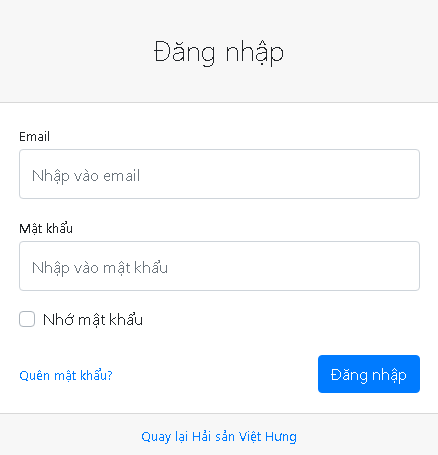 Đăng nhập
Email
Nhập vào email
Mật khẩu
Nhập vào mật khẩu
Nhớ mật khẩu
Quên mật khẩu?
Đăng nhập
Quay lại Hải sản Việt Hưng